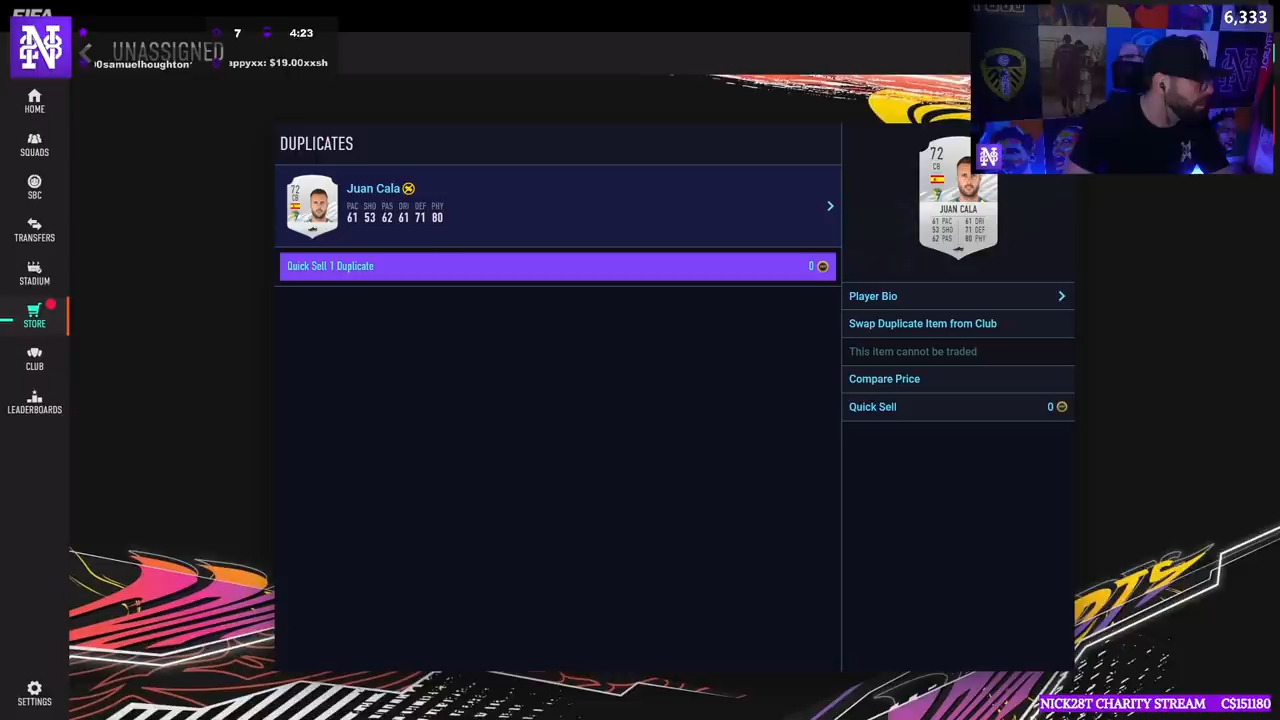 FIFA
6,333
7
4:23
UNASSIGNED
0samuelhoughton'
appyxx: $19.00xxsh
HOME
SQUADS
SBC
TRANSFERS
STADIUM
STORE
CLUB
LEADERBOARDS
SETTINGS
DUPLICATES
72
CB
Juan Cala
PAC SHO PAS DRI DEF PHY
61 53 62 61 71 80
Quick Sell 1 Duplicate 0
72
CB
JUAN CALA
61 PAC 61 DRI
53 SHO 71 DEF
62 PAS 80 PHY
Player Bio
Swap Duplicate Item from Club
This item cannot be traded
Compare Price
Quick Sell 0
NICK28T CHARITY STREAM C$151180